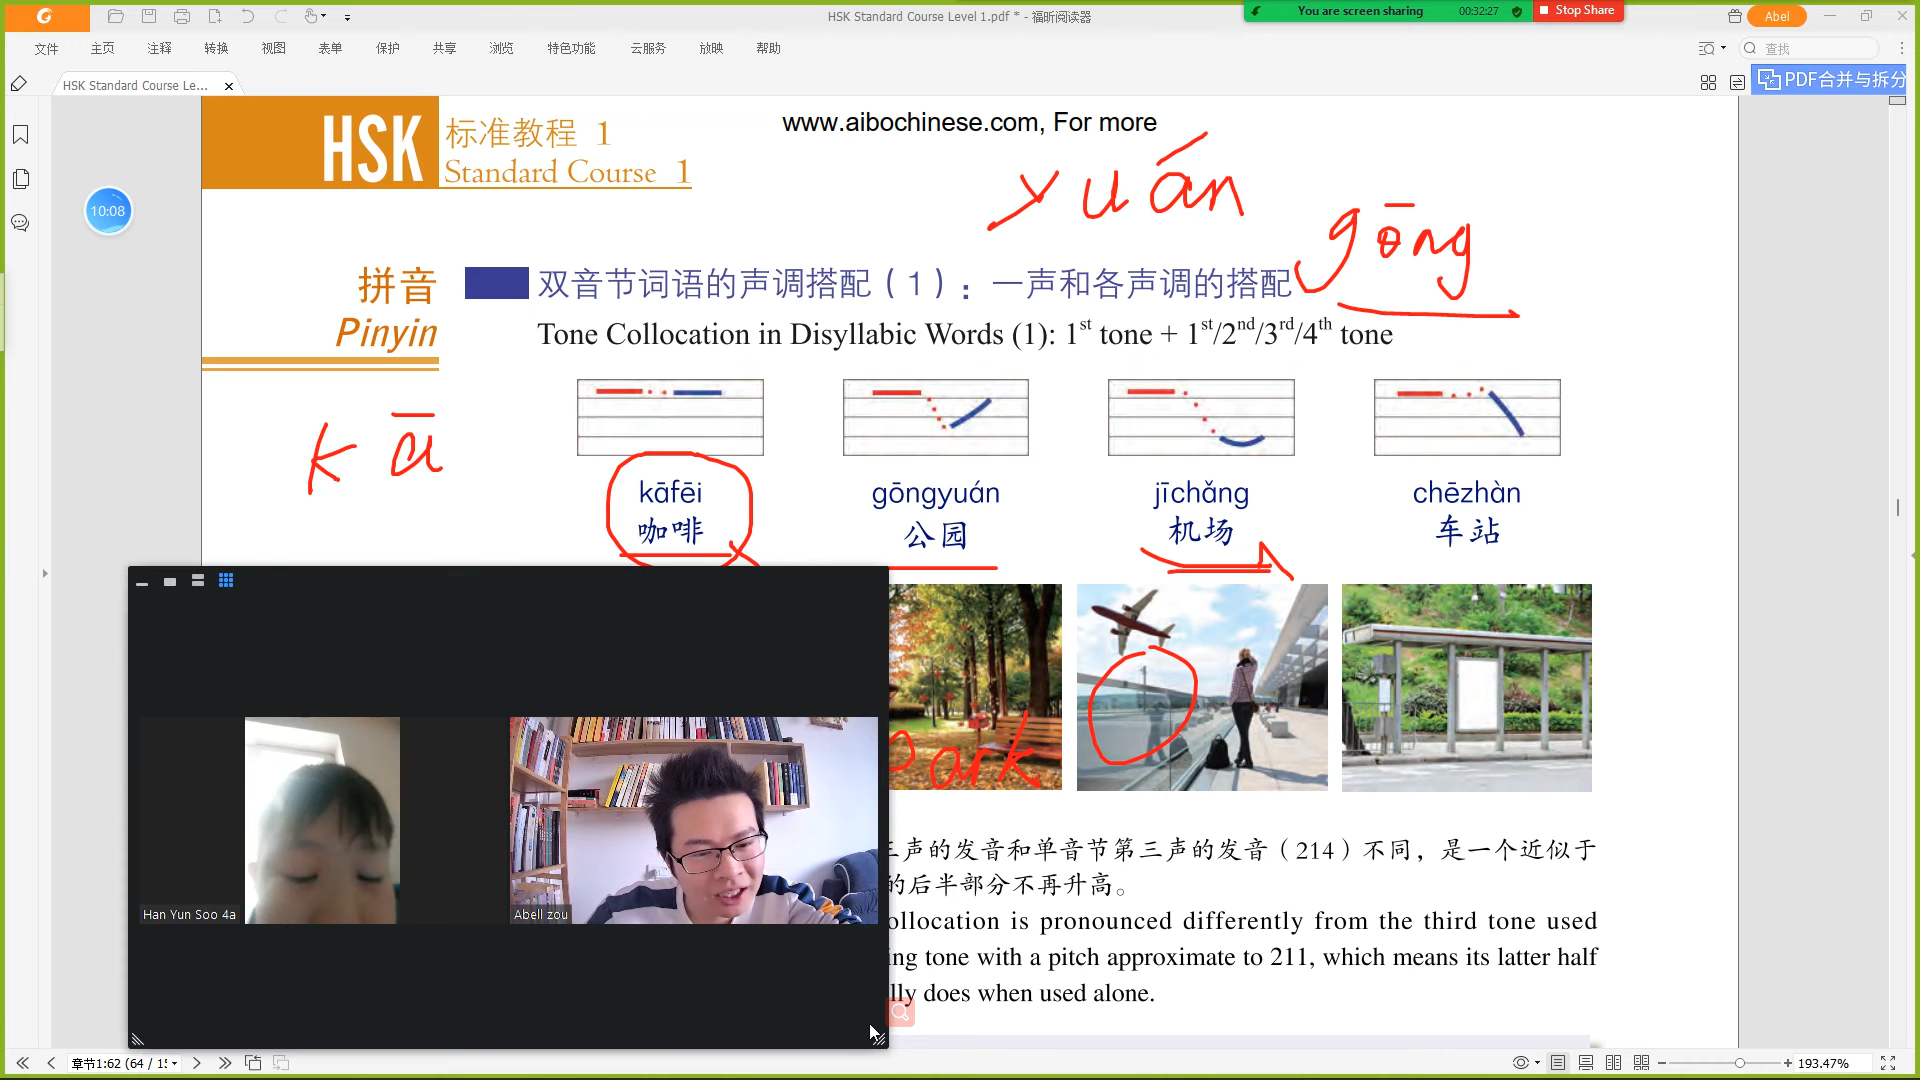 HSK Standard Course Level 1.pdf * - 福昕阅读器
You are screen sharing
00:32:27
Stop Share
Abel
文件 主页 注释 转换 视图 表单 保护 共享 浏览 特色功能 云服务 放映 帮助
查找
HSK Standard Course Le...
PDF合并与拆分
HSK 标准教程 1
Standard Course 1
www.aibochinese.com, For more
yuán
gōng
10:08
拼音
Pinyin
双音节词语的声调搭配(1):一声和各声调的搭配
Tone Collocation in Disyllabic Words (1): 1st tone + 1st/2nd/3rd/4th tone
kā
kāfēi gōngyuán jīchǎng chēzhàn
咖啡 公园 机场 车站
park
Han Yun Soo 4a
Abell zou
三声的发音和单音节第三声的发音(214)不同,是一个近似于
的后半部分不再升高。
ollocation is pronounced differently from the third tone used
ing tone with a pitch approximate to 211, which means its latter half
lly does when used alone.
章节1:62 (64 / 15
193.47%